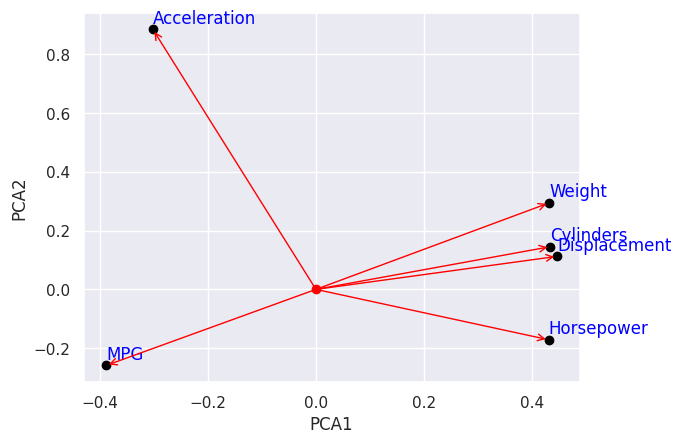 Acceleration
0.8
0.6
0.4
0.2
0.0
−0.2
PCA2
Weight
Cylinders
Displacement
Horsepower
MPG
−0.4
−0.2
0.0
0.2
0.4
PCA1